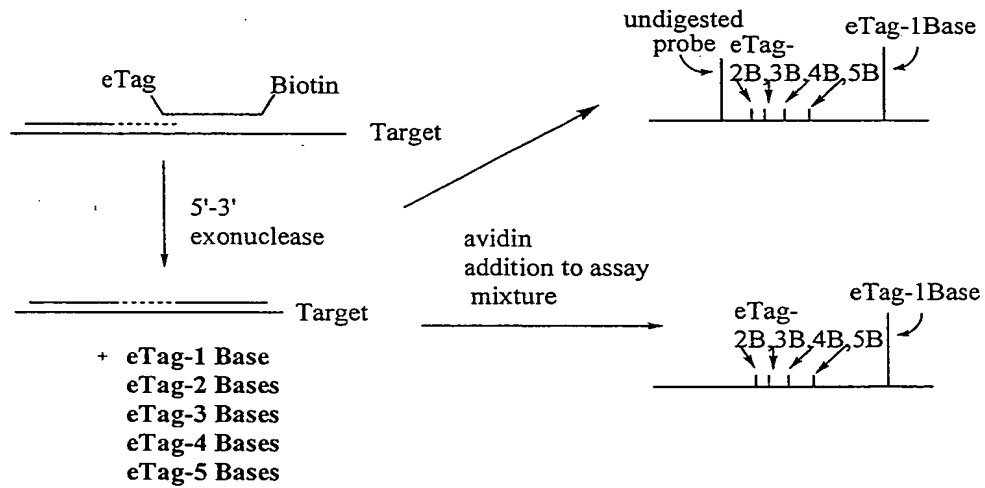 eTag
Biotin
Target
5'-3'
exonuclease
Target
+ eTag-1 Base
eTag-2 Bases
eTag-3 Bases
eTag-4 Bases
eTag-5 Bases
avidin
addition to assay
mixture
undigested
probe
eTag-
2B,3B,4B,5B
eTag-1Base
eTag-
2B,3B,4B,5B
eTag-1Base